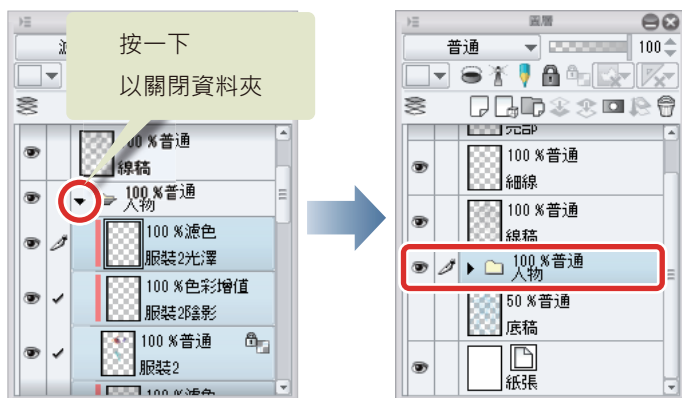 按一下
以關閉資料夾
00 %普通
線稿
100 %普通
人物
100 %濾色
服裝2光澤
100 %色彩增值
服裝2陰影
100 %普通
服裝2
100 %濾色
圖層
普通
100
100 %普通
細線
100 %普通
線稿
100 %普通
人物
50 %普通
底稿
紙張